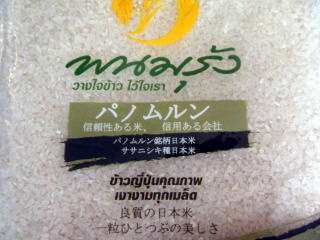 พนมรุ้ง
วางใจข้าว ไว้ใจเรา
パノムルン
信頼性ある米、 信用ある会社
パノムルン銘柄日本米
ササニシキ種日本米
ข้าวญี่ปุ่นคุณภาพ
เงางามทุกเมล็ด
良質の日本米
一粒ひとつぶの美しさ